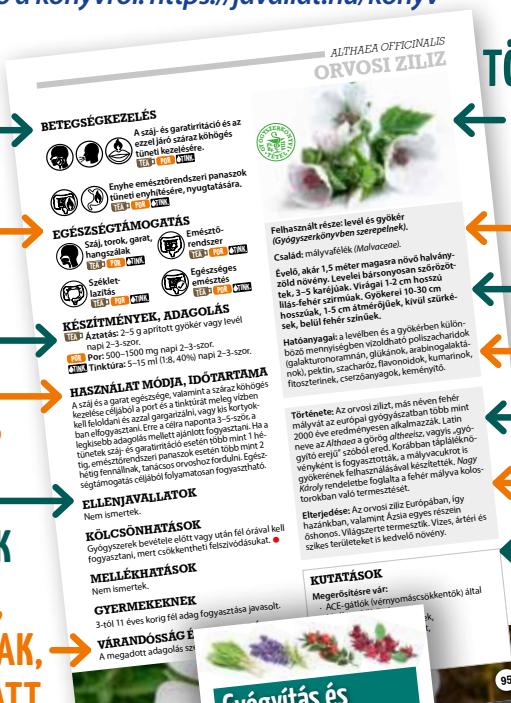 a könyvről: https://javallat.hu/konyv
TÖ
ALTHAEA OFFICINALIS
ORVOSI ZILIZ
BETEGSÉGKEZELÉS
A száj- és garatirritáció és az
ezzel járó száraz köhögés
tüneti kezelésére.
TEA POR TINK
Enyhe emésztőrendszeri panaszok
tüneti enyhítésére, nyugtatására.
TEA POR TINK
EGÉSZSÉGTÁMOGATÁS
Száj, torok, garat,
hangszálak
TEA POR TINK
Emésztő-
rendszer
TEA POR TINK
Széklet-
lazítás
TEA POR TINK
Egészséges
emésztés
TEA POR TINK
KÉSZÍTMÉNYEK, ADAGOLÁS
TEA Áztatás: 2–5 g aprított gyökér vagy levél
napi 2–3-szor.
POR Por: 500–1500 mg napi 2–3-szor.
TINK Tinktúra: 5–15 ml (1:8, 40%) napi 2–3-szor.
HASZNÁLAT MÓDJA, IDŐTARTAMA
A száj és a garat egészsége, valamint a száraz köhögés
kezelése céljából a port és a tinktúrát meleg vízben
kell feloldani és azzal gargarizálni, vagy kis kortyok-
ban elfogyasztani. Erre a célra naponta 3–5-ször, a
legkisebb adagolás mellett ajánlott fogyasztani. Ha a
tünetek száj- és garatirritáció esetén több mint 1 hé-
tig, emésztőrendszeri panaszok esetén több mint 2
hétig fennállnak, tanácsos orvoshoz fordulni. Egész-
ségtámogatás céljából folyamatosan fogyasztható.
ELLENJAVALLATOK
Nem ismertek.
KÖLCSÖNHATÁSOK
Gyógyszerek bevétele előtt vagy után fél órával kell
fogyasztani, mert csökkentheti felszívódásukat.
MELLÉKHATÁSOK
Nem ismertek.
GYERMEKEKNEK
3-tól 11 éves korig fél adag fogyasztása javasolt.
VÁRANDÓSSÁG É
A megadott adagolás sze
Felhasznált része: levél és gyökér
(Gyógyszerkönyvben szerepelnek).
Család: mályvafélék (Malvaceae).
Évelő, akár 1,5 méter magasra növő halvány-
zöld növény. Levelei bársonyosan szőrözöt-
tek, 3–5 karéjúak. Virágai 1-2 cm hosszú
lilás-fehér szirmúak. Gyökerei 10-30 cm
hosszúak, 1-5 cm átmérőjűek, kívül szürké-
sek, belül fehér színűek.
Hatóanyagai: a levélben és a gyökérben külön-
böző mennyiségben vízoldható poliszacharidok
(galakturonoramnán, glükánok, arabinogalaktá-
nok), pektin, szacharóz, flavonoidok, kumarinok,
fitoszterinek, cserzőanyagok, keményítő.
Története: Az orvosi zilizt, más néven fehér
mályvát az európai gyógyászatban több mint
2000 éve eredményesen alkalmazzák. Latin
neve az Althaea a görög altheeisz, vagyis „gyó-
gyító erejű" szóból ered. Korábban táplálékné-
vényként is fogyasztották, a mályvacukrot is
gyökerének felhasználásával készítették. Nagy
Károly rendeletbe foglalta a fehér mályva kolos-
torokban való termesztését.
Elterjedése: Az orvosi ziliz Európában, így
hazánkban, valamint Ázsia egyes részein
őshonos. Világszerte termesztik. Vizes, ártéri és
szikes területeket is kedvelő növény.
KUTATÁSOK
Megerősítésre vár:
· ACE-gátlók (vérnyomáscsökkentők) által
K
AK,
ATT
Gyógyítás és
95